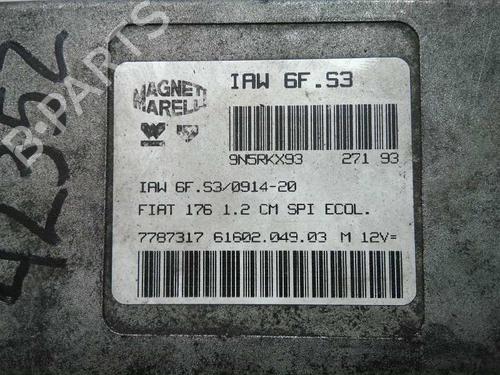 MAGNETI MARELLI
IAW 6F.S3
9N5RKX93 271 93
IAW 6F.S3/0914-20
FIAT 176 1.2 CM SPI ECOL.
7787317 61602.049.03 M 12V=
B-PARTS